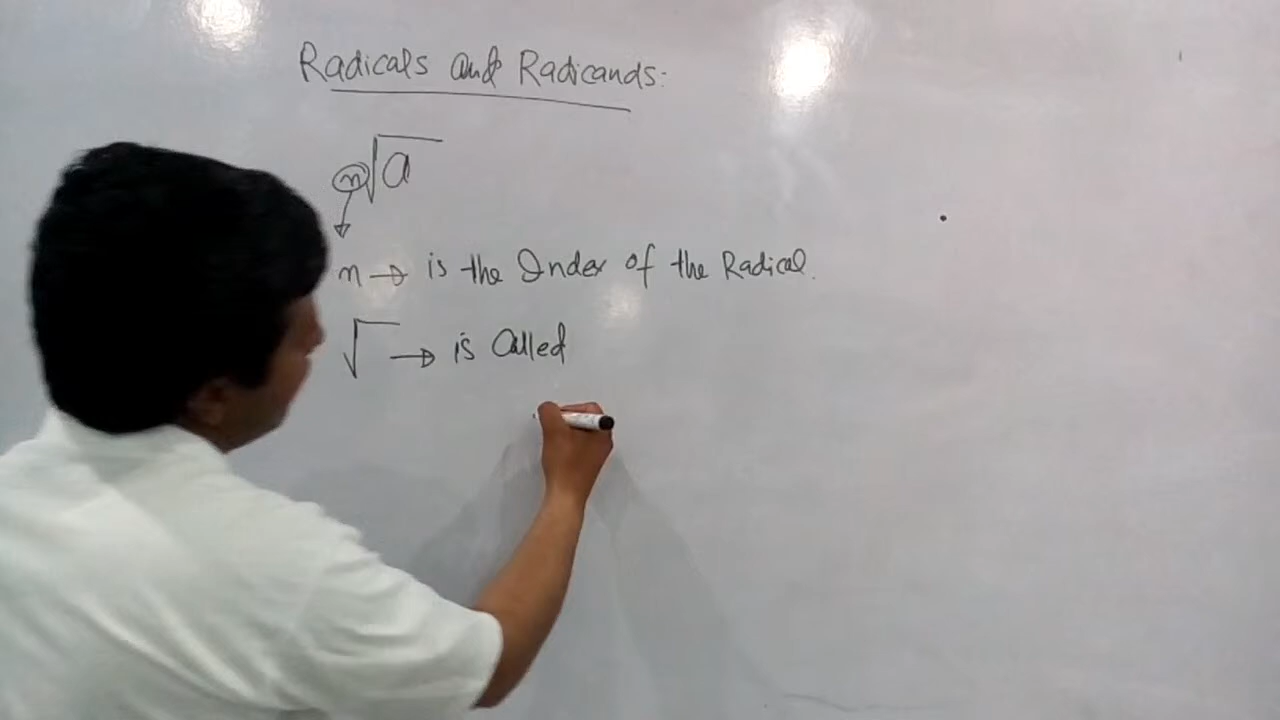 Radicals and Radicands:
n√a
n → is the Index of the Radical.
√ → is Called